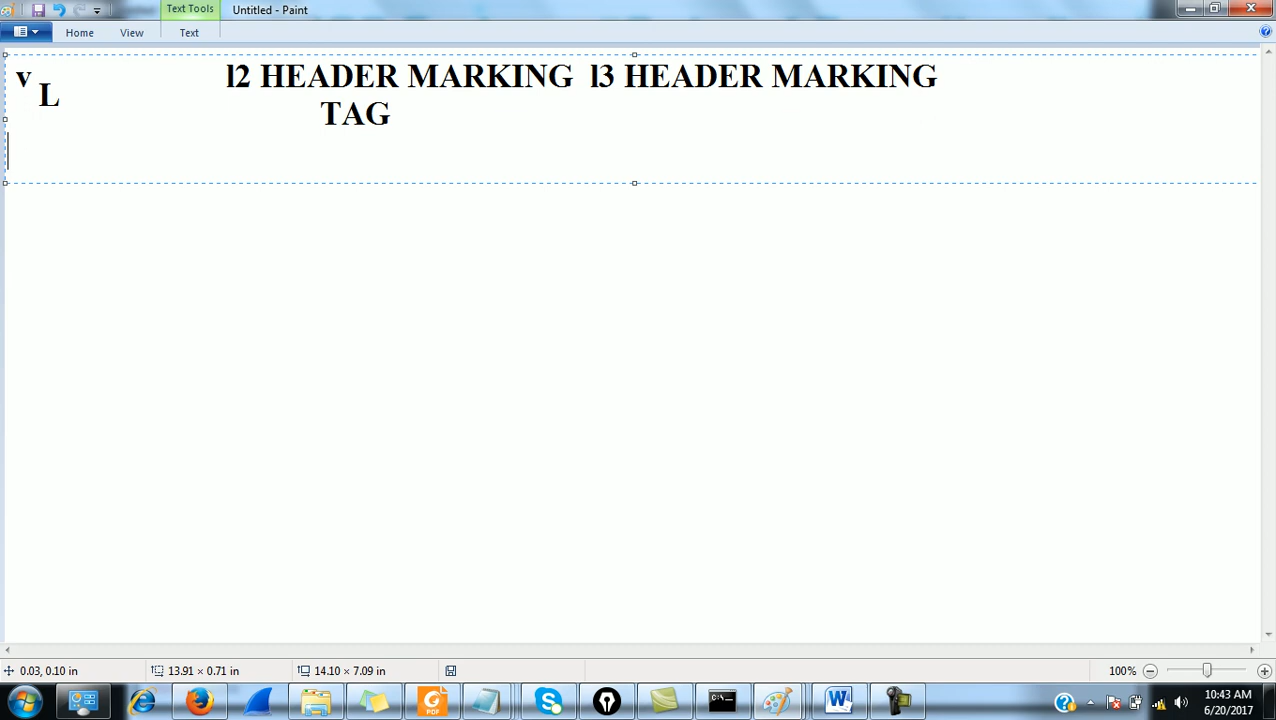 Text Tools
Untitled - Paint
Home View Text
v l2 HEADER MARKING l3 HEADER MARKING
L
TAG
0.03, 0.10 in 13.91 × 0.71 in 14.10 × 7.09 in 100%
PDF
C:\_
10:43 AM
6/20/2017